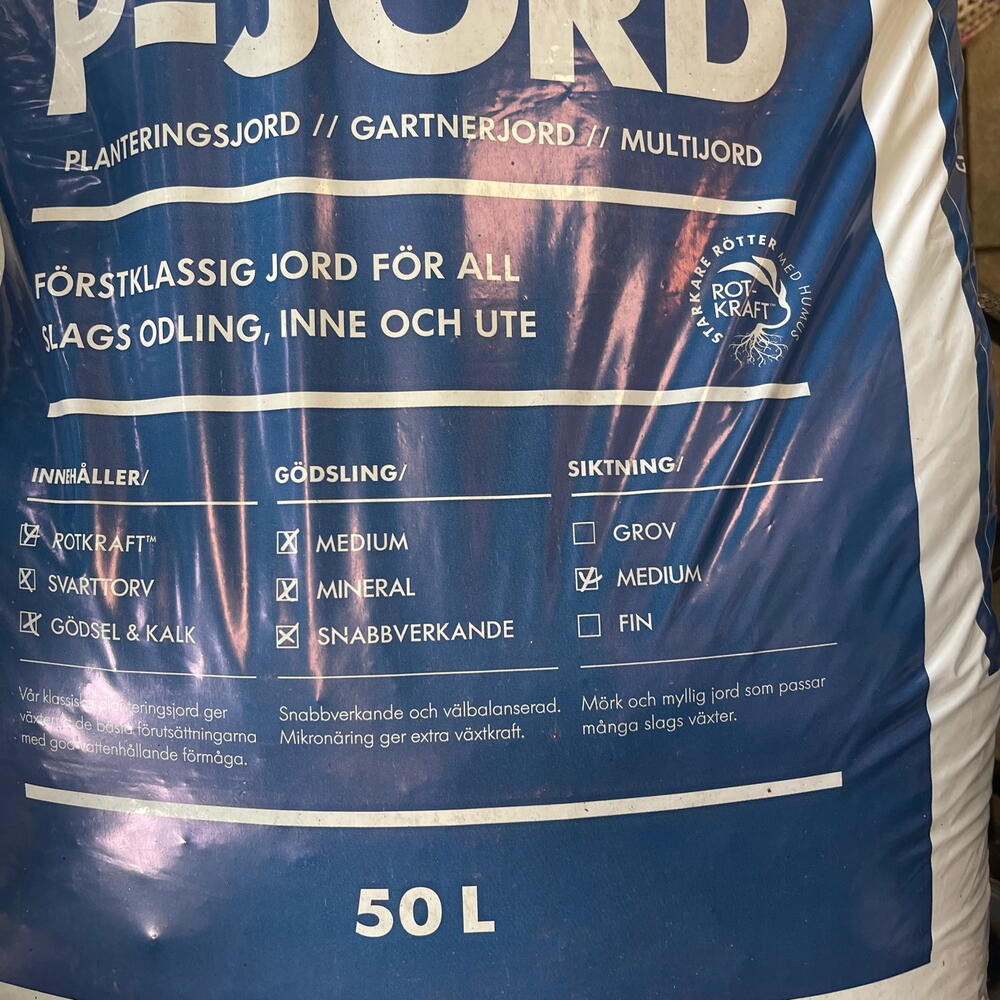 P-JORD
PLANTERINGSJORD // GARTNERJORD // MULTIJORD
FÖRSTKLASSIG JORD FÖR ALL
SLAGS ODLING, INNE OCH UTE
STARKARE RÖTTER MED HUMUS
ROT-
KRAFT™
INNEHÅLLER/
ROTKRAFT™
SVARTTORV
GÖDSEL & KALK
Vår klassiska planteringsjord ger
växterna de bästa förutsättningarna
med god vattenhållande förmåga.
GÖDSLING/
MEDIUM
MINERAL
SNABBVERKANDE
Snabbverkande och välbalanserad.
Mikronäring ger extra växtkraft.
SIKTNING/
GROV
MEDIUM
FIN
Mörk och myllig jord som passar
många slags växter.
50 L